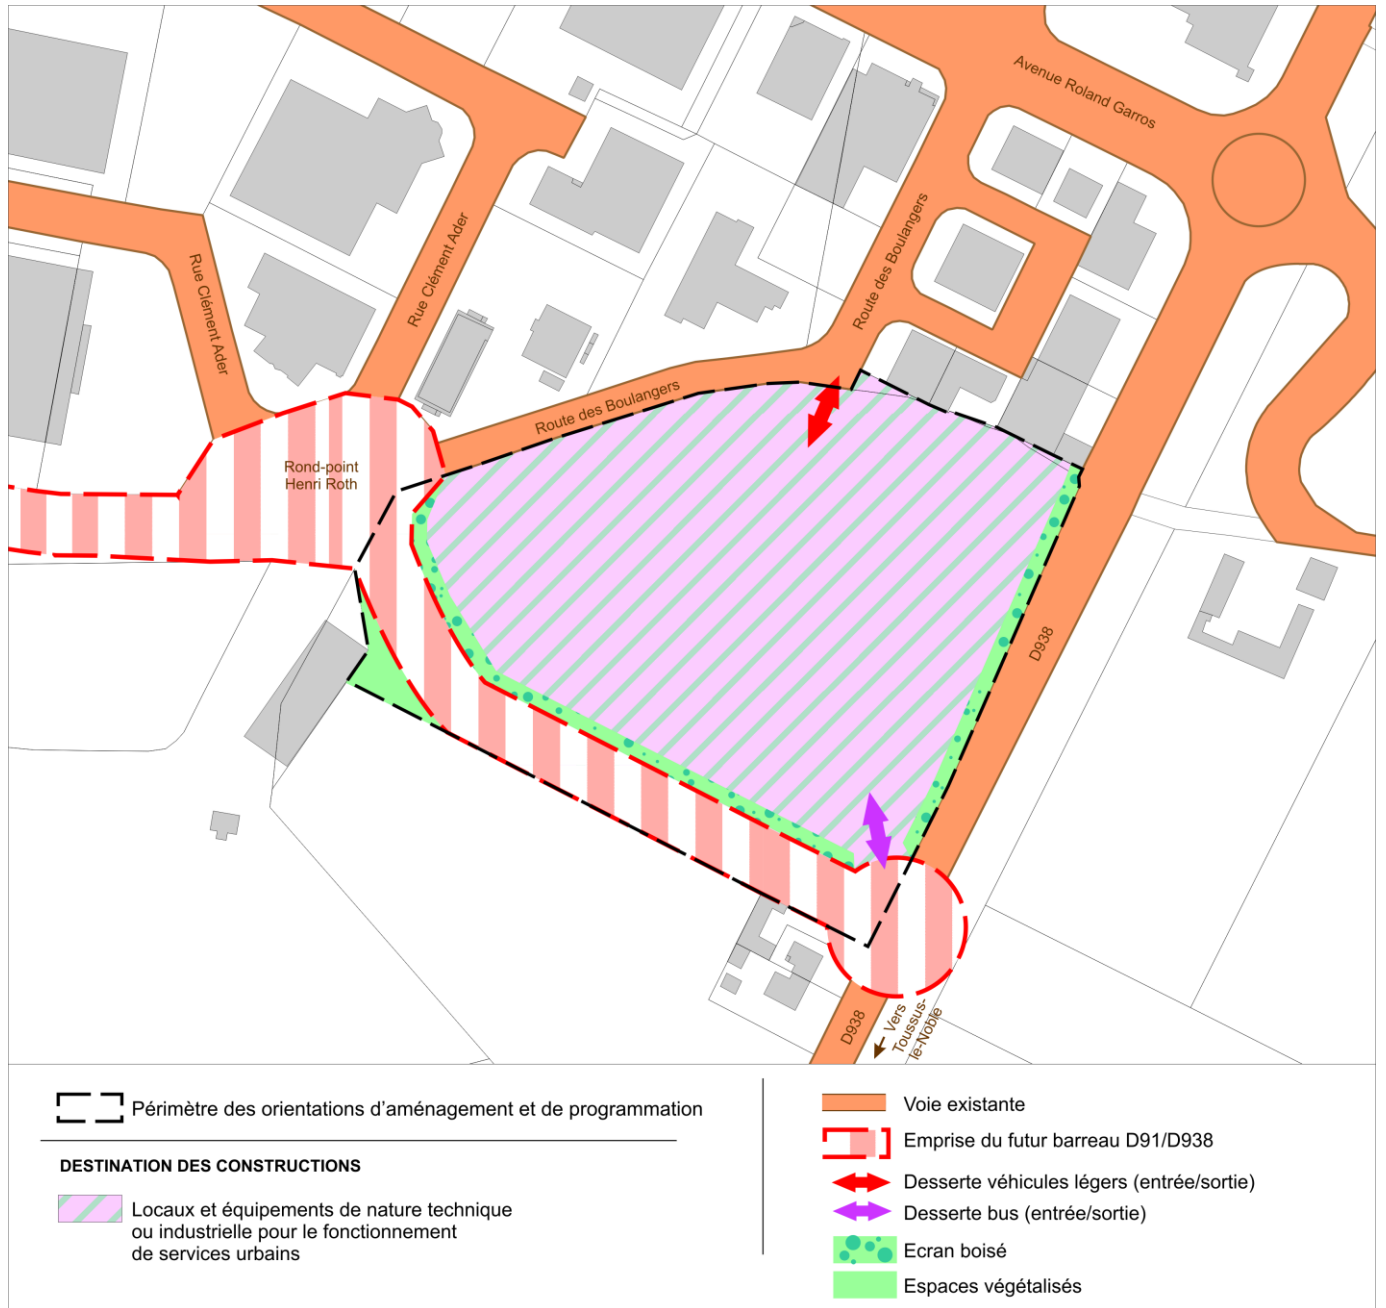 Avenue Roland Garros
Route des Boulangers
Rue Clément Ader
Rue Clément Ader
Route des Boulangers
Rond-point
Henri Roth
D938
D938
Vers
Toussus-
le-Noble
Périmètre des orientations d'aménagement et de programmation
DESTINATION DES CONSTRUCTIONS
Locaux et équipements de nature technique
ou industrielle pour le fonctionnement
de services urbains
Voie existante
Emprise du futur barreau D91/D938
Desserte véhicules légers (entrée/sortie)
Desserte bus (entrée/sortie)
Ecran boisé
Espaces végétalisés